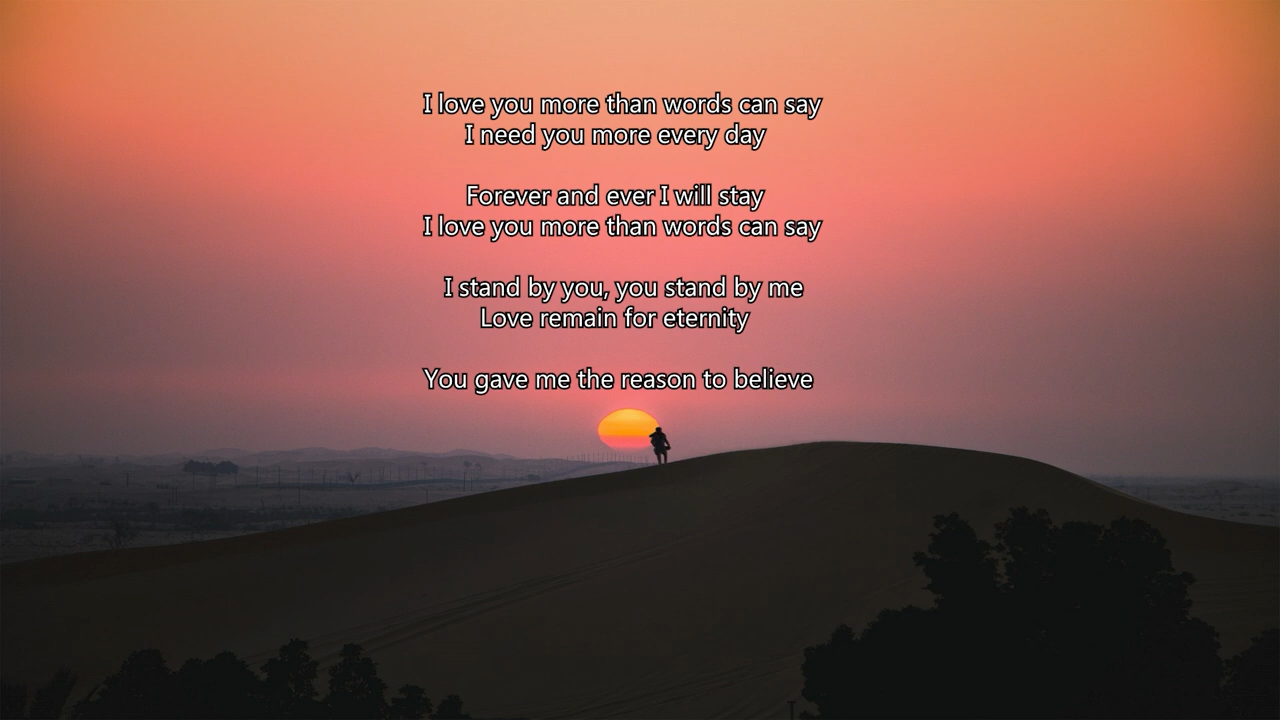 I love you more than words can say
I need you more every day
Forever and ever I will stay
I love you more than words can say
I stand by you, you stand by me
Love remain for eternity
You gave me the reason to believe